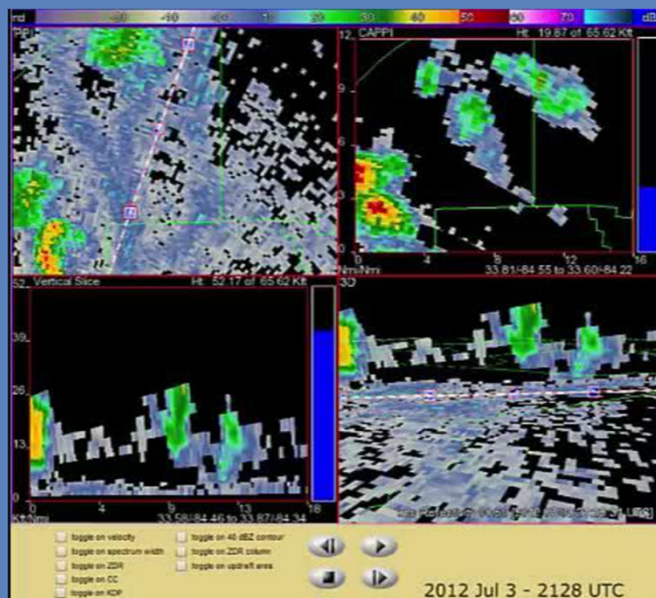 nd -10 0 10 20 30 40 50 60 70 dB
PPI
CAPPI Ht: 19.87 of 65.62 Kft
12
9
6
3
0
0 4 8 12 16
Nmi/Nmi 33.81/-84.55 to 33.60/-84.22
52 Vertical Slice Ht: 52.17 of 65.62 Kft
39
26
13
0
0 4 9 13 18
Kft/Nmi 33.58/-84.46 to 33.87/-84.34
3D
toggle on velocity
toggle on 40 dBZ contour
toggle on spectrum width
toggle on ZDR column
toggle on ZDR
toggle on updraft area
toggle on CC
toggle on KDP
2012 Jul 3 - 2128 UTC